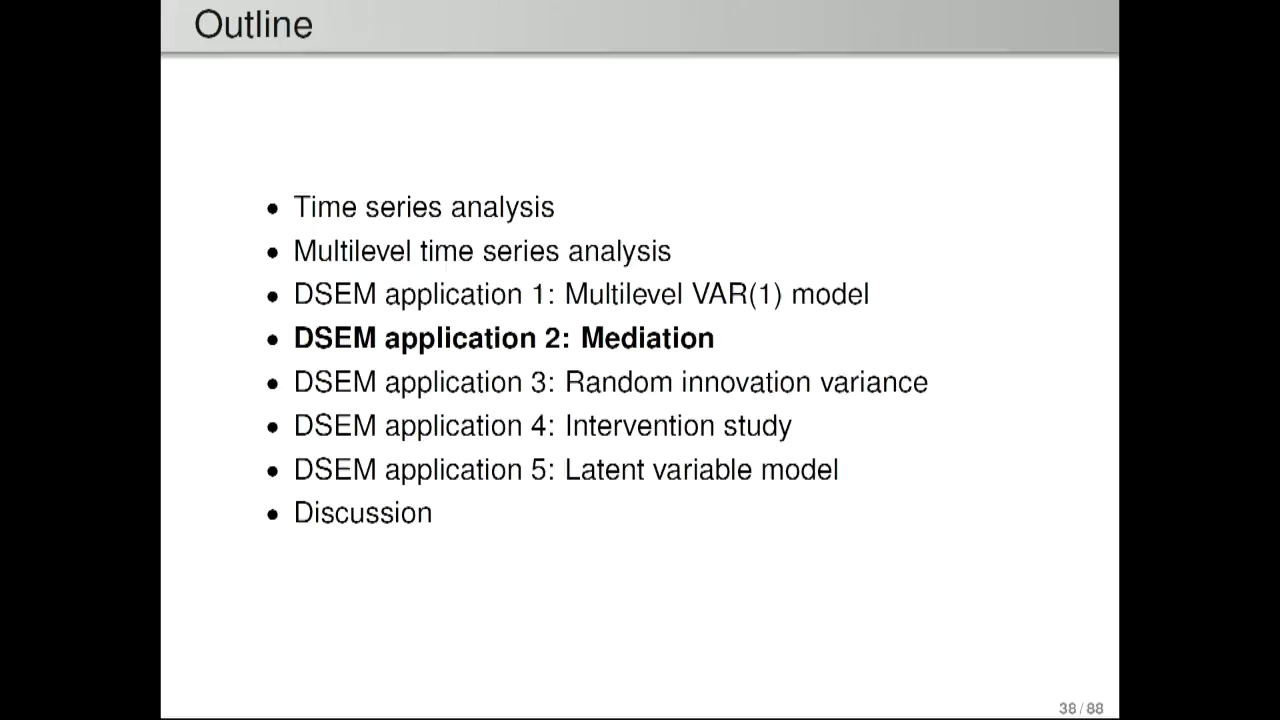 Outline
• Time series analysis
• Multilevel time series analysis
• DSEM application 1: Multilevel VAR(1) model
• DSEM application 2: Mediation
• DSEM application 3: Random innovation variance
• DSEM application 4: Intervention study
• DSEM application 5: Latent variable model
• Discussion
38 / 88